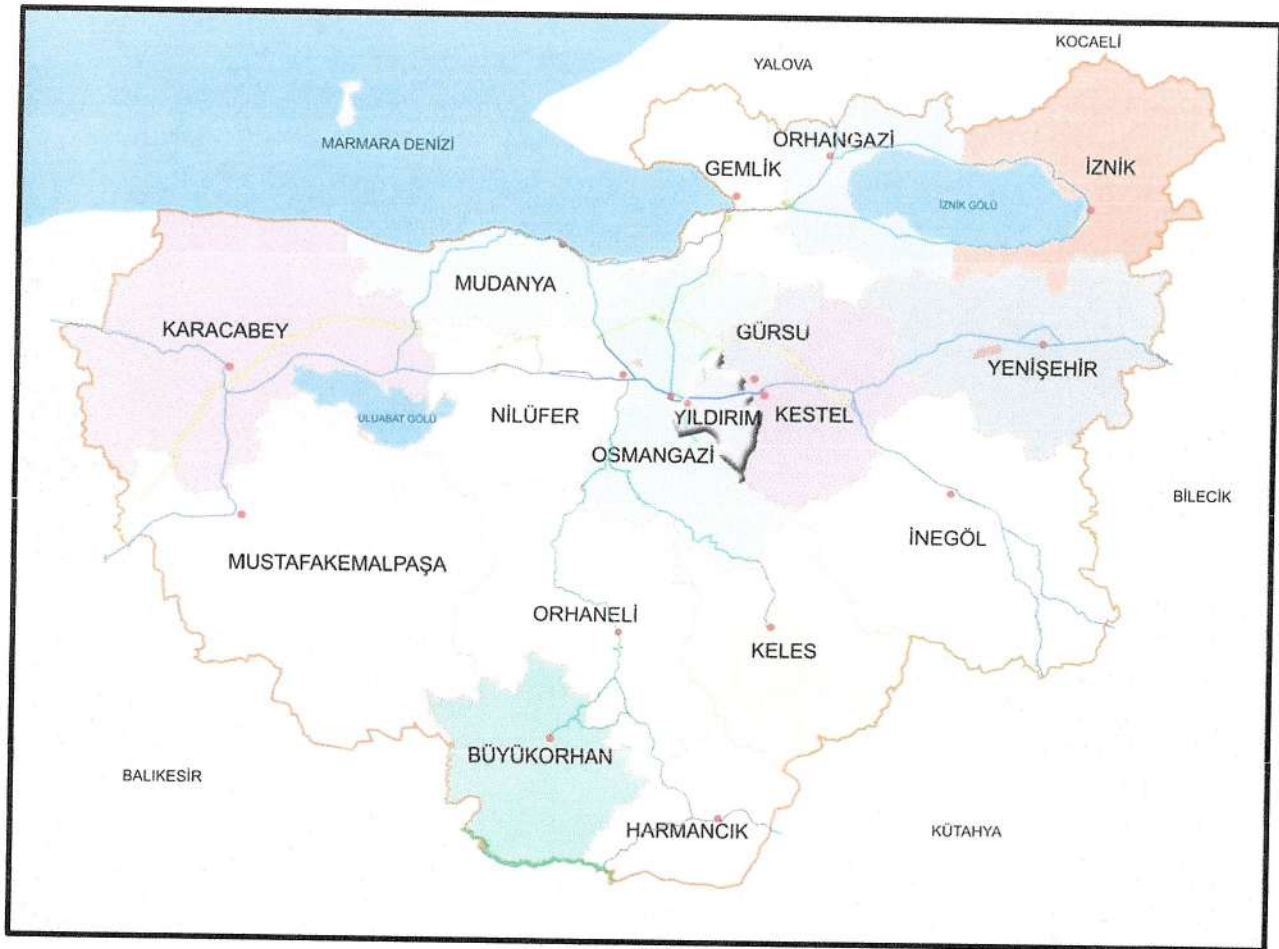 KOCAELİ
YALOVA
MARMARA DENİZİ
ORHANGAZİ
GEMLİK
İZNİK
İZNİK GÖLÜ
MUDANYA
KARACABEY
GÜRSU
YENİŞEHİR
ULUABAT GÖLÜ
NİLÜFER
YILDIRIM
KESTEL
OSMANGAZİ
BİLECİK
İNEGÖL
MUSTAFAKEMALPAŞA
ORHANELİ
KELES
BÜYÜKORHAN
BALIKESİR
HARMANCIK
KÜTAHYA